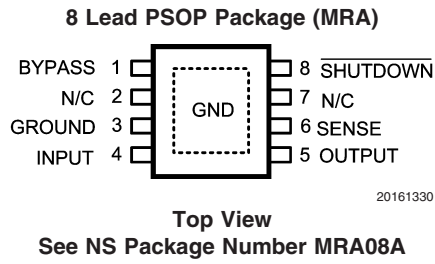 8 Lead PSOP Package (MRA)
BYPASS 1 8 SHUTDOWN
N/C 2 7 N/C
GND
GROUND 3 6 SENSE
INPUT 4 5 OUTPUT
20161330
Top View
See NS Package Number MRA08A